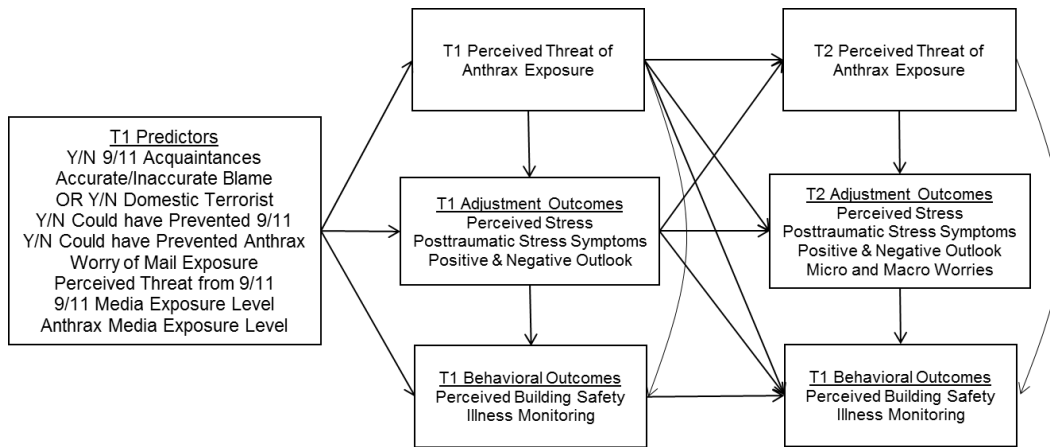 T1 Predictors
Y/N 9/11 Acquaintances
Accurate/Inaccurate Blame
OR Y/N Domestic Terrorist
Y/N Could have Prevented 9/11
Y/N Could have Prevented Anthrax
Worry of Mail Exposure
Perceived Threat from 9/11
9/11 Media Exposure Level
Anthrax Media Exposure Level
T1 Perceived Threat of
Anthrax Exposure
T1 Adjustment Outcomes
Perceived Stress
Posttraumatic Stress Symptoms
Positive & Negative Outlook
T1 Behavioral Outcomes
Perceived Building Safety
Illness Monitoring
T2 Perceived Threat of
Anthrax Exposure
T2 Adjustment Outcomes
Perceived Stress
Posttraumatic Stress Symptoms
Positive & Negative Outlook
Micro and Macro Worries
T1 Behavioral Outcomes
Perceived Building Safety
Illness Monitoring